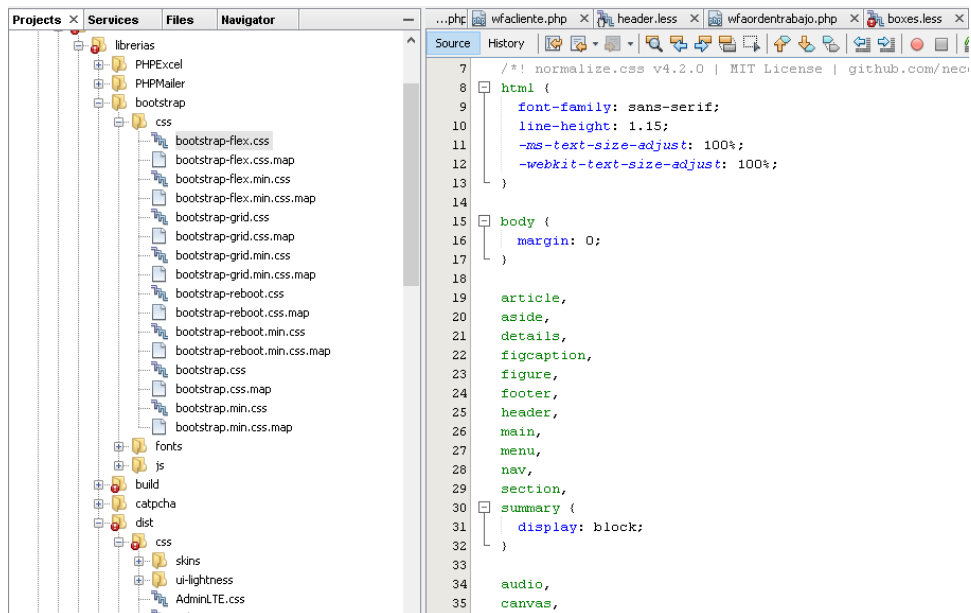 Projects × Services Files Navigator
librerias
PHPExcel
PHPMailer
bootstrap
css
bootstrap-flex.css
bootstrap-flex.css.map
bootstrap-flex.min.css
bootstrap-flex.min.css.map
bootstrap-grid.css
bootstrap-grid.css.map
bootstrap-grid.min.css
bootstrap-grid.min.css.map
bootstrap-reboot.css
bootstrap-reboot.css.map
bootstrap-reboot.min.css
bootstrap-reboot.min.css.map
bootstrap.css
bootstrap.css.map
bootstrap.min.css
bootstrap.min.css.map
fonts
js
build
catpcha
dist
css
skins
ui-lightness
AdminLTE.css
...php wfacliente.php × header.less × wfaordentrabajo.php × boxes.less ×
Source History
7 /*! normalize.css v4.2.0 | MIT License | github.com/neco
8 html {
9 font-family: sans-serif;
10 line-height: 1.15;
11 -ms-text-size-adjust: 100%;
12 -webkit-text-size-adjust: 100%;
13 }
14
15 body {
16 margin: 0;
17 }
18
19 article,
20 aside,
21 details,
22 figcaption,
23 figure,
24 footer,
25 header,
26 main,
27 menu,
28 nav,
29 section,
30 summary {
31 display: block;
32 }
33
34 audio,
35 canvas,